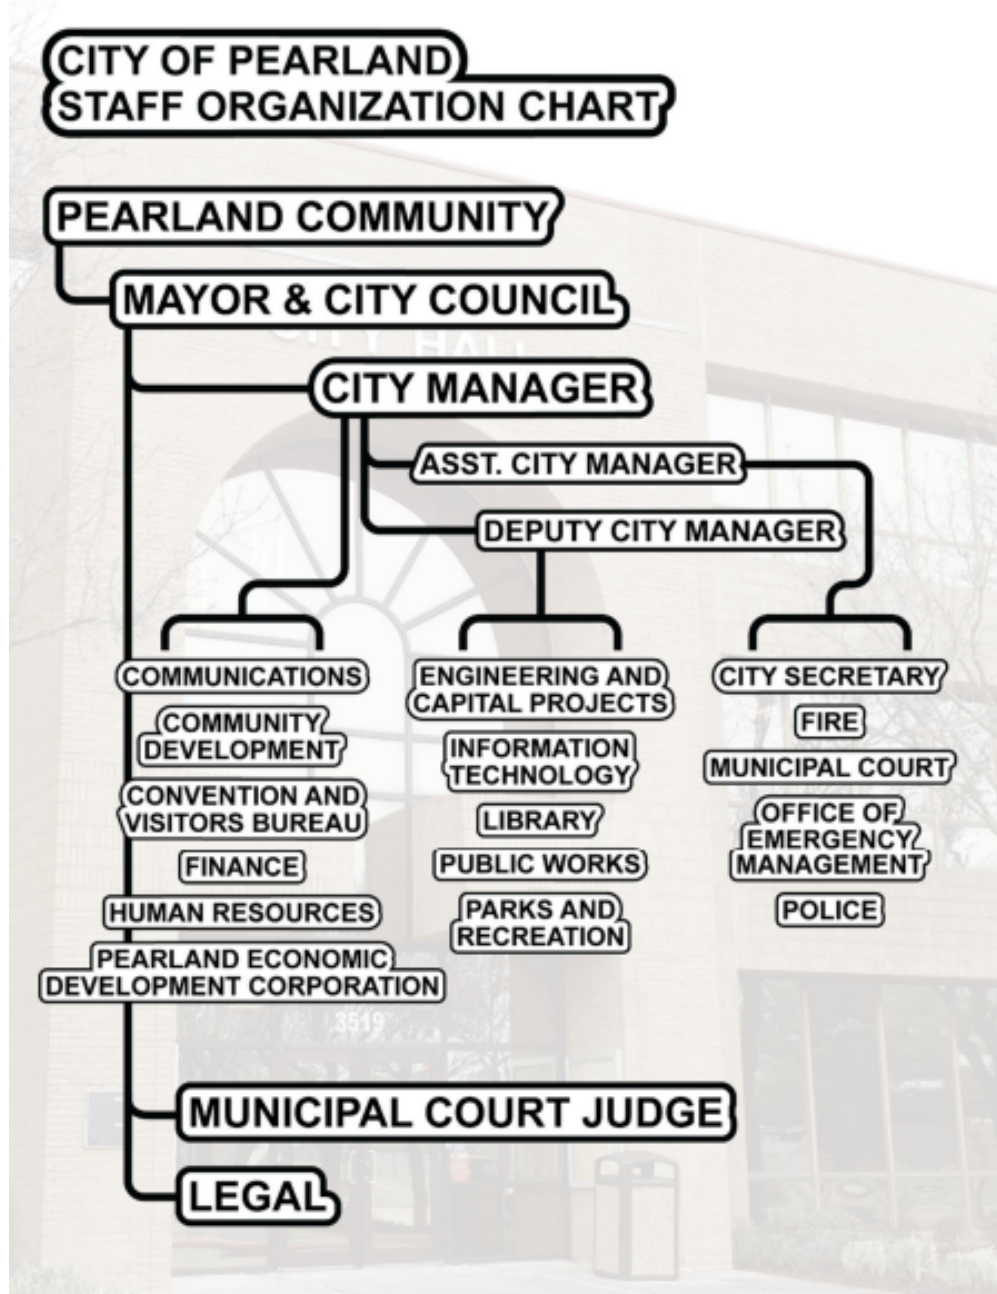 CITY OF PEARLAND
STAFF ORGANIZATION CHART
PEARLAND COMMUNITY
MAYOR & CITY COUNCIL
CITY HALL
CITY MANAGER
ASST. CITY MANAGER
DEPUTY CITY MANAGER
COMMUNICATIONS
COMMUNITY
DEVELOPMENT
CONVENTION AND
VISITORS BUREAU
FINANCE
HUMAN RESOURCES
PEARLAND ECONOMIC
DEVELOPMENT CORPORATION
ENGINEERING AND
CAPITAL PROJECTS
INFORMATION
TECHNOLOGY
LIBRARY
PUBLIC WORKS
PARKS AND
RECREATION
CITY SECRETARY
FIRE
MUNICIPAL COURT
OFFICE OF
EMERGENCY
MANAGEMENT
POLICE
3519
MUNICIPAL COURT JUDGE
LEGAL